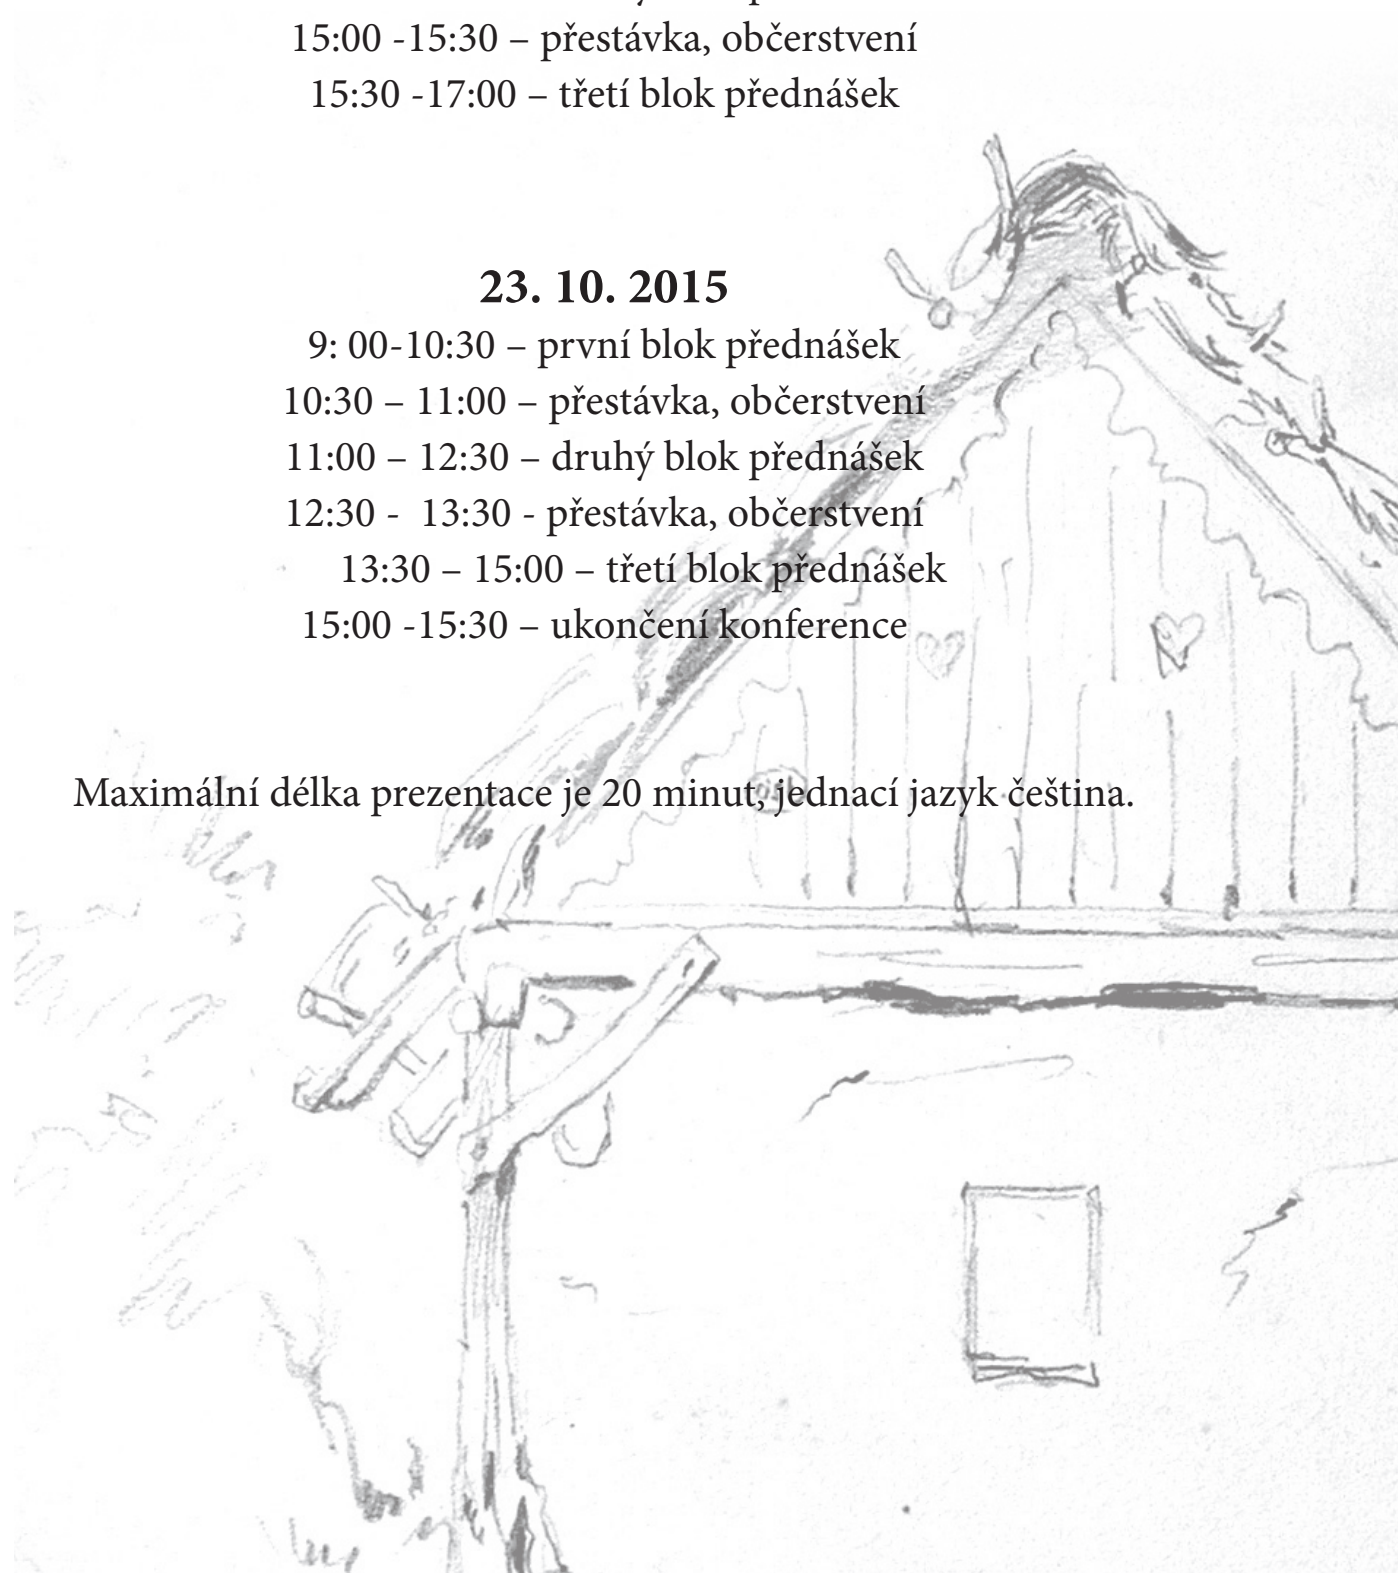 15:00 -15:30 – přestávka, občerstvení
15:30 -17:00 – třetí blok přednášek
23. 10. 2015
9: 00-10:30 – první blok přednášek
10:30 – 11:00 – přestávka, občerstvení
11:00 – 12:30 – druhý blok přednášek
12:30 -  13:30 - přestávka, občerstvení
13:30 – 15:00 – třetí blok přednášek
15:00 -15:30 – ukončení konference
Maximální délka prezentace je 20 minut, jednací jazyk čeština.